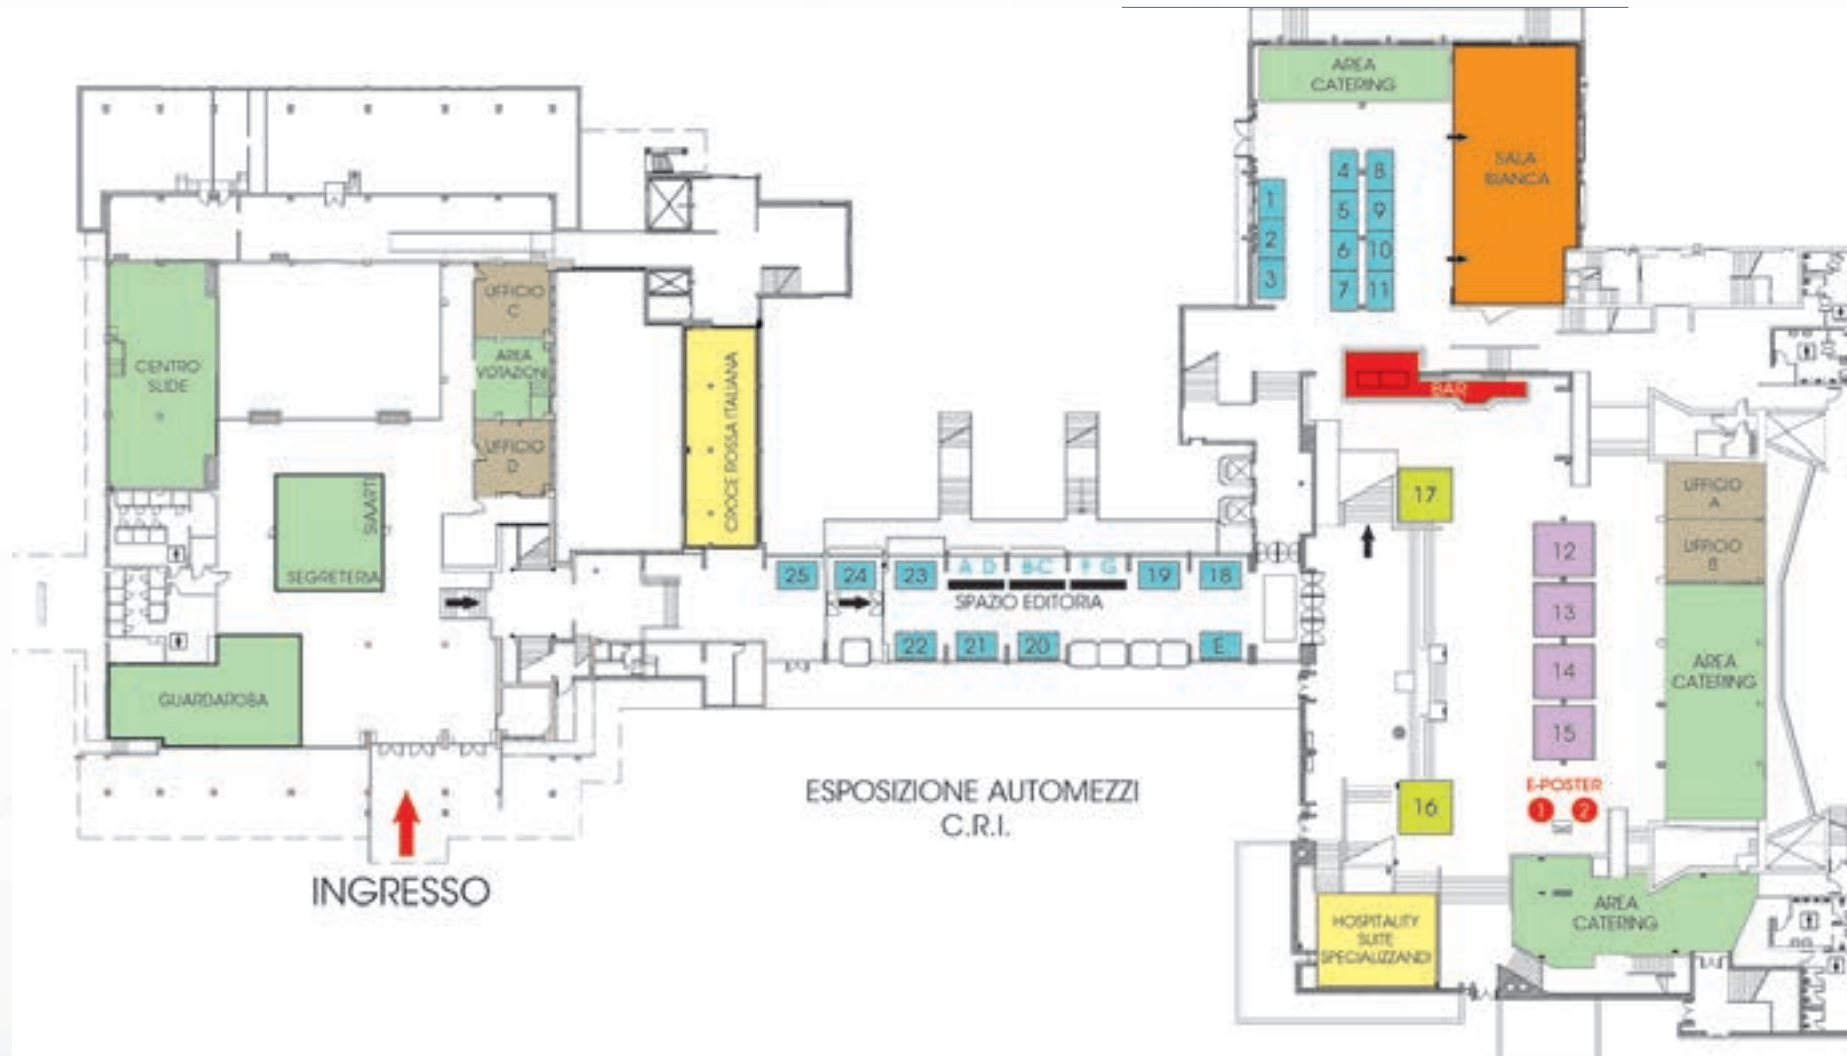 AREA
CATERING
SALA
BIANCA
4
8
1
5
9
2
6
10
3
7
11
UFFICIO
C
AREA
VOTAZIONI
UFFICIO
D
CENTRO
SLIDE
CROCE ROSSA ITALIANA
BAR
SIAARTI
SEGRETERIA
GUARDAROBA
17
UFFICIO
A
UFFICIO
B
12
13
14
15
25
24
23
A D
B-C
F G
19
18
SPAZIO EDITORIA
22
21
20
E
AREA
CATERING
E-POSTER
1
2
16
ESPOSIZIONE AUTOMEZZI
C.R.I.
INGRESSO
AREA
CATERING
HOSPITALITY
SUITE
SPECIALIZZANDI